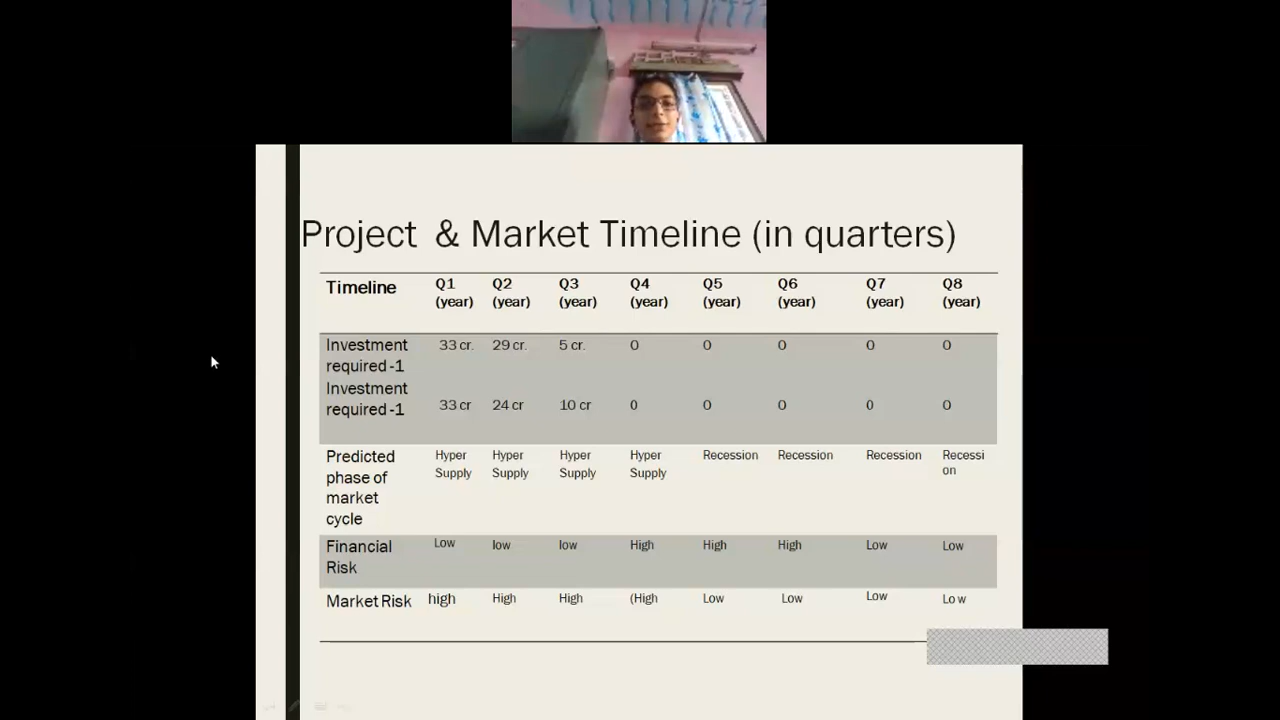 Project & Market Timeline (in quarters)
Timeline Q1 (year) Q2 (year) Q3 (year) Q4 (year) Q5 (year) Q6 (year) Q7 (year) Q8 (year)
Investment required -1 33 cr. 29 cr. 5 cr. 0 0 0 0 0
Investment required -1 33 cr 24 cr 10 cr 0 0 0 0 0
Predicted phase of market cycle Hyper Supply Hyper Supply Hyper Supply Hyper Supply Recession Recession Recession Recessi on
Financial Risk Low low low High High High Low Low
Market Risk high High High (High Low Low Low Lo w